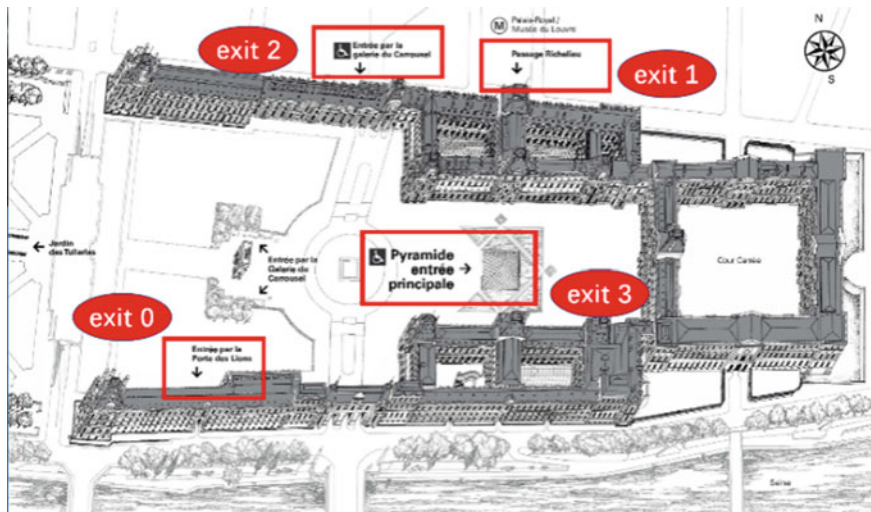 Palais-Royal /
M
Musée du Louvre
N
S
exit 2
Entrée par la
galerie du Carrousel
Passage Richelieu
exit 1
Jardin
des Tuileries
Entrée par la
Galerie du
Carrousel
Pyramide
entrée
principale
Cour Carrée
exit 3
exit 0
Entrée par la
Porte des Lions
Seine